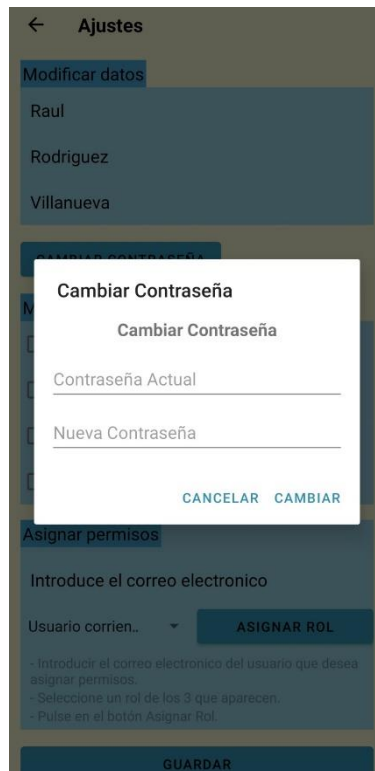 Ajustes
Modificar datos
Raul
Rodriguez
Villanueva
CAMBIAR CONTRASEÑA
Cambiar Contraseña
Cambiar Contraseña
Contraseña Actual
Nueva Contraseña
CANCELAR CAMBIAR
Asignar permisos
Introduce el correo electronico
Usuario corrien.. ASIGNAR ROL
- Introducir el correo electronico del usuario que desea
asignar permisos.
- Seleccione un rol de los 3 que aparecen.
- Pulse en el botón Asignar Rol.
GUARDAR